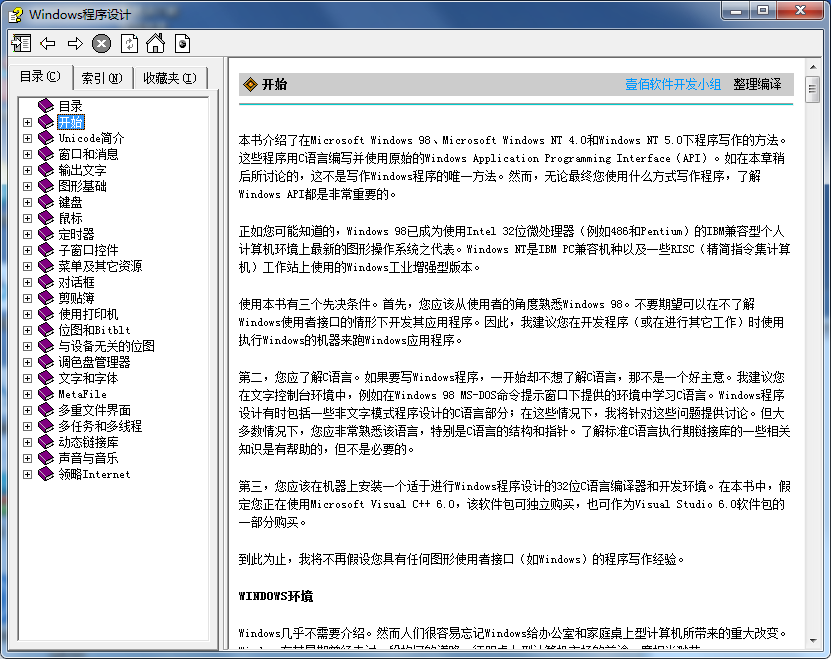 Windows程序设计
目录(C)
索引(N)
收藏夹(I)
目录
开始
Unicode简介
窗口和消息
输出文字
图形基础
键盘
鼠标
定时器
子窗口控件
菜单及其它资源
对话框
剪贴簿
使用打印机
位图和Bitblt
与设备无关的位图
调色盘管理器
文字和字体
MetaFile
多重文件界面
多任务和多线程
动态链接库
声音与音乐
领略Internet
开始
壹佰软件开发小组 整理编译
本书介绍了在Microsoft Windows 98、Microsoft Windows NT 4.0和Windows NT 5.0下程序写作的方法。
这些程序用C语言编写并使用原始的Windows Application Programming Interface（API）。如在本章稍
后所讨论的，这不是写作Windows程序的唯一方法。然而，无论最终您使用什么方式写作程序，了解
Windows API都是非常重要的。
正如您可能知道的，Windows 98已成为使用Intel 32位微处理器（例如486和Pentium）的IBM兼容型个人
计算机环境上最新的图形操作系统之代表。Windows NT是IBM PC兼容机种以及一些RISC（精简指令集计算
机）工作站上使用的Windows工业增强型版本。
使用本书有三个先决条件。首先，您应该从使用者的角度熟悉Windows 98。不要期望可以在不了解
Windows使用者接口的情形下开发其应用程序。因此，我建议您在开发程序（或在进行其它工作）时使用
执行Windows的机器来跑Windows应用程序。
第二，您应了解C语言。如果要写Windows程序，一开始却不想了解C语言，那不是一个好主意。我建议您
在文字控制台环境中，例如在Windows 98 MS-DOS命令提示窗口下提供的环境中学习C语言。Windows程序
设计有时包括一些非文字模式程序设计的C语言部分；在这些情况下，我将针对这些问题提供讨论。但大
多数情况下，您应非常熟悉该语言，特别是C语言的结构和指针。了解标准C语言执行期链接库的一些相关
知识是有帮助的，但不是必要的。
第三，您应该在机器上安装一个适于进行Windows程序设计的32位C语言编译器和开发环境。在本书中，假
定您正在使用Microsoft Visual C++ 6.0，该软件包可独立购买，也可作为Visual Studio 6.0软件包的
一部分购买。
到此为止，我将不再假设您具有任何图形使用者接口（如Windows）的程序写作经验。
WINDOWS环境
Windows几乎不需要介绍。然而人们很容易忘记Windows给办公室和家庭桌上型计算机所带来的重大改变。